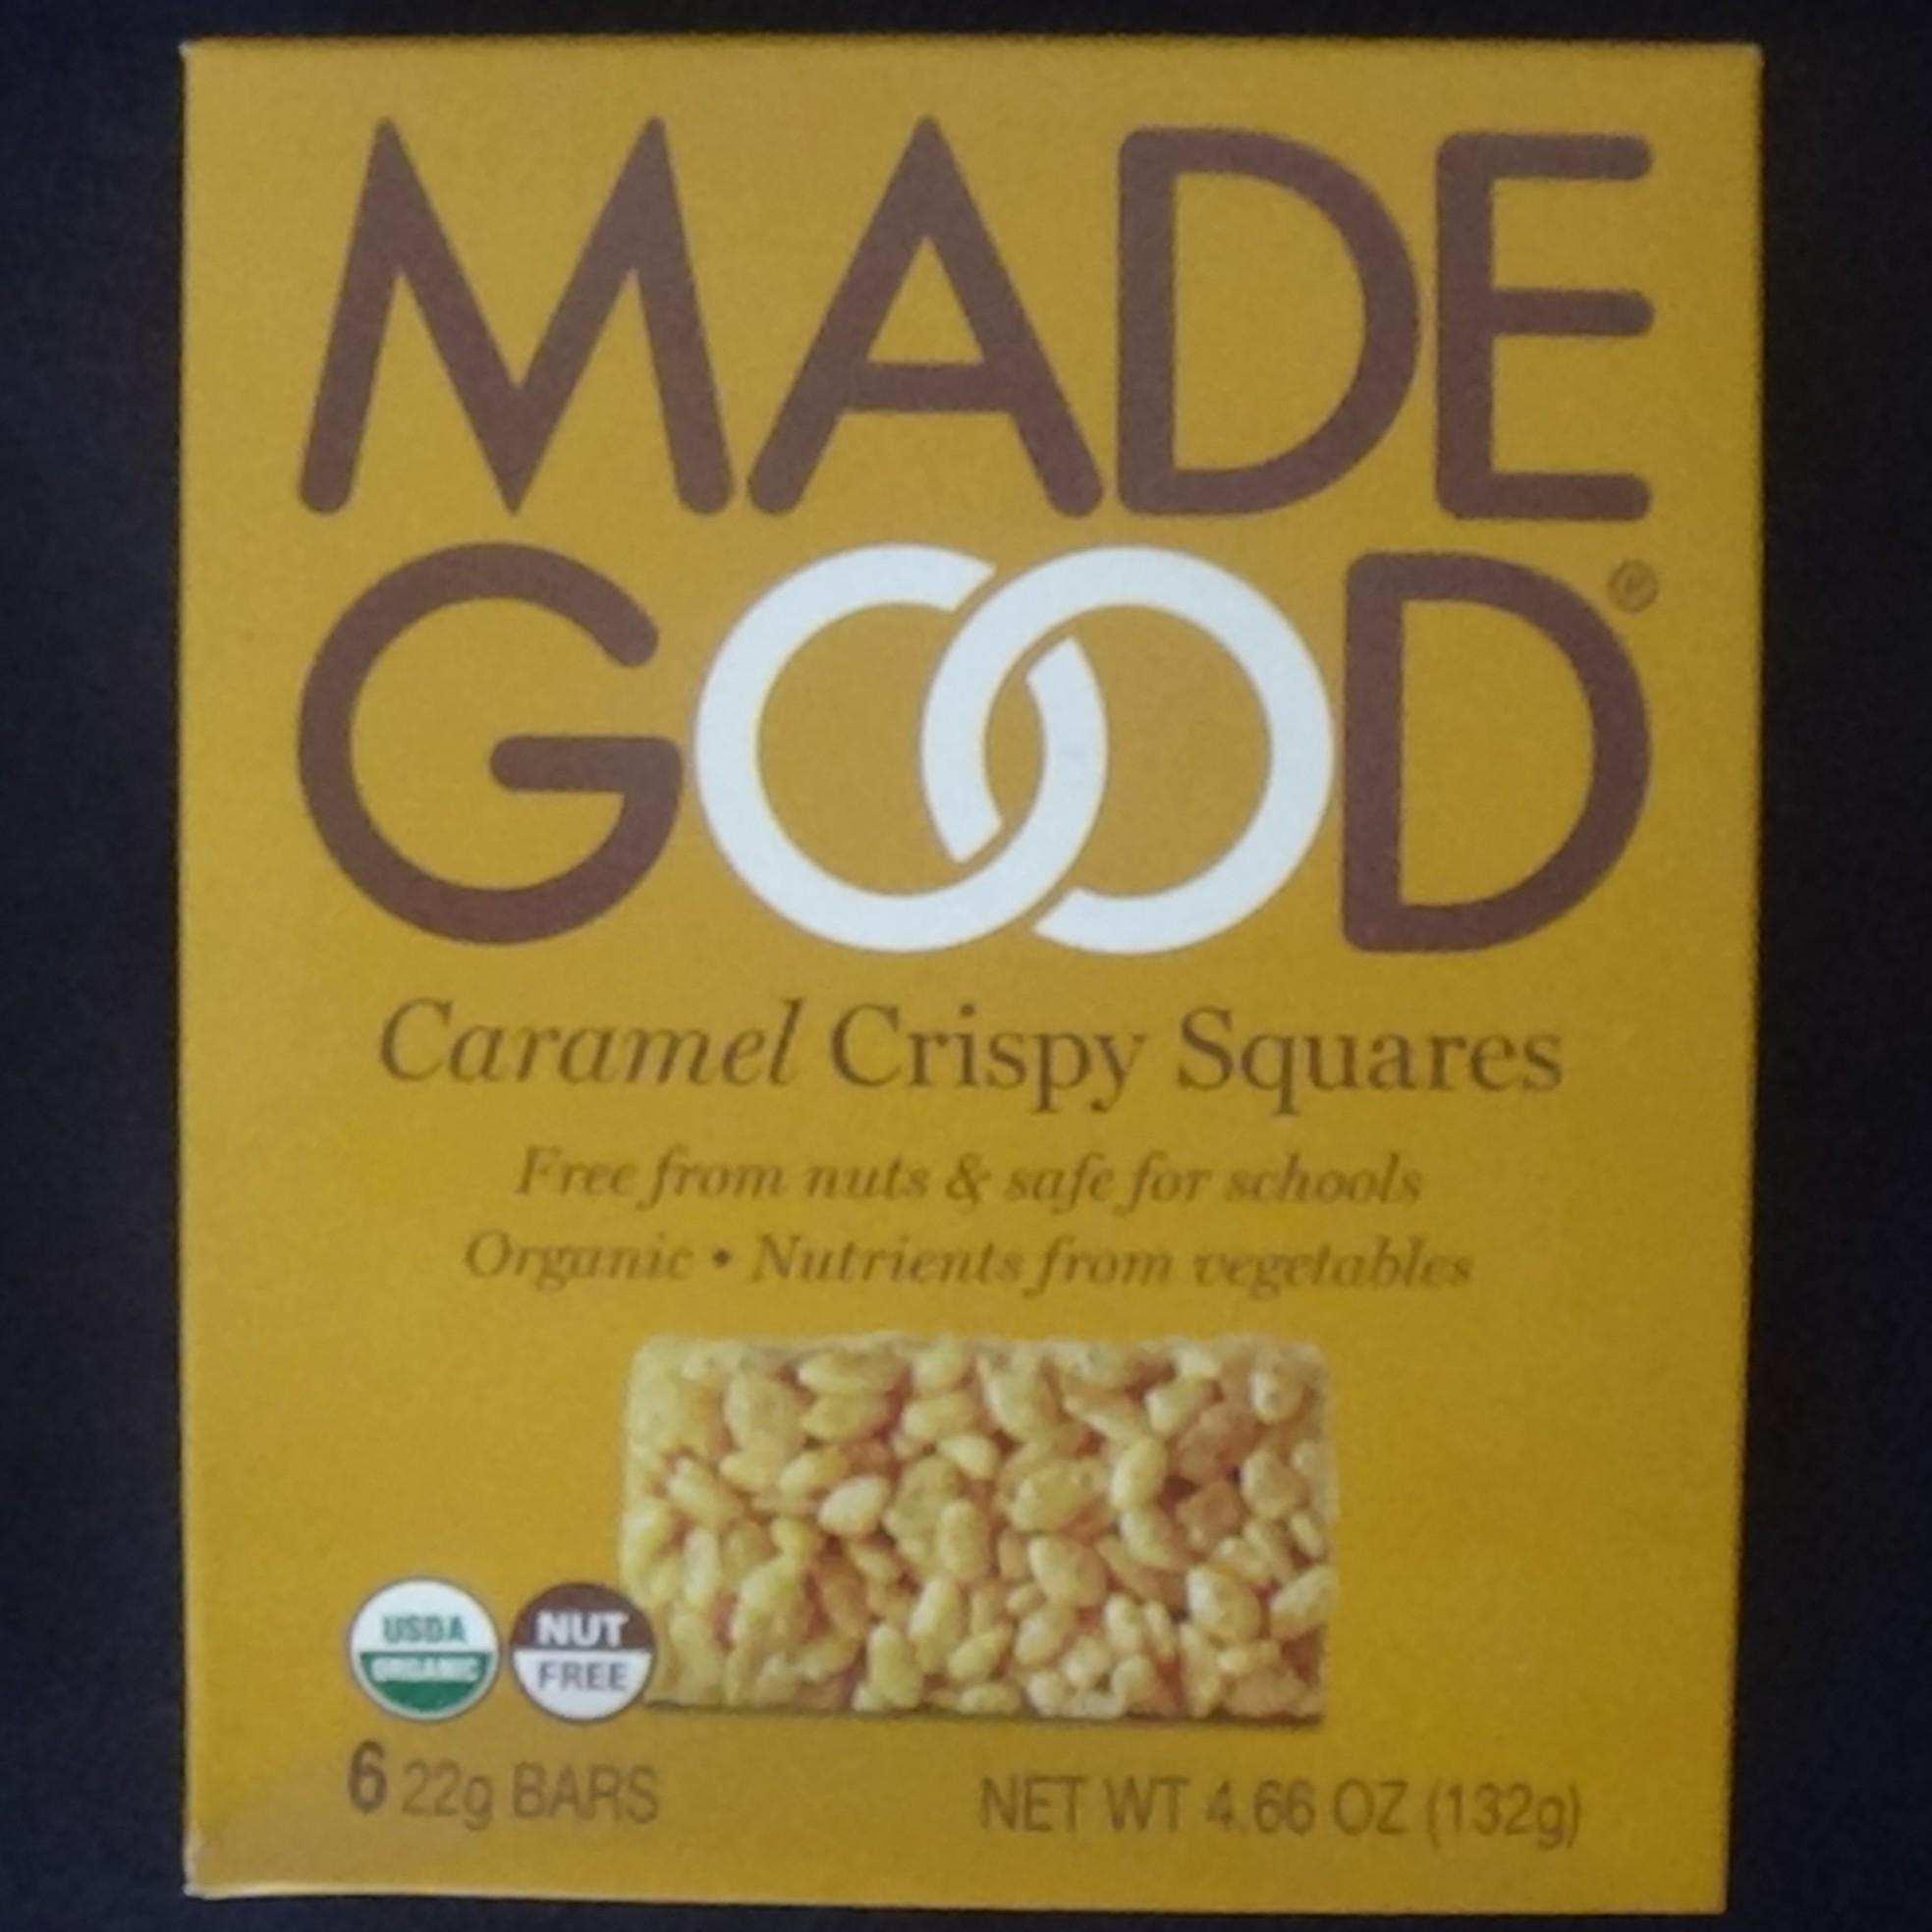 MADE
GOOD®
Caramel Crispy Squares
Free from nuts & safe for schools
Organic • Nutrients from vegetables
USDA
ORGANIC
NUT
FREE
6 22g BARS
NET WT 4.66 OZ (132g)